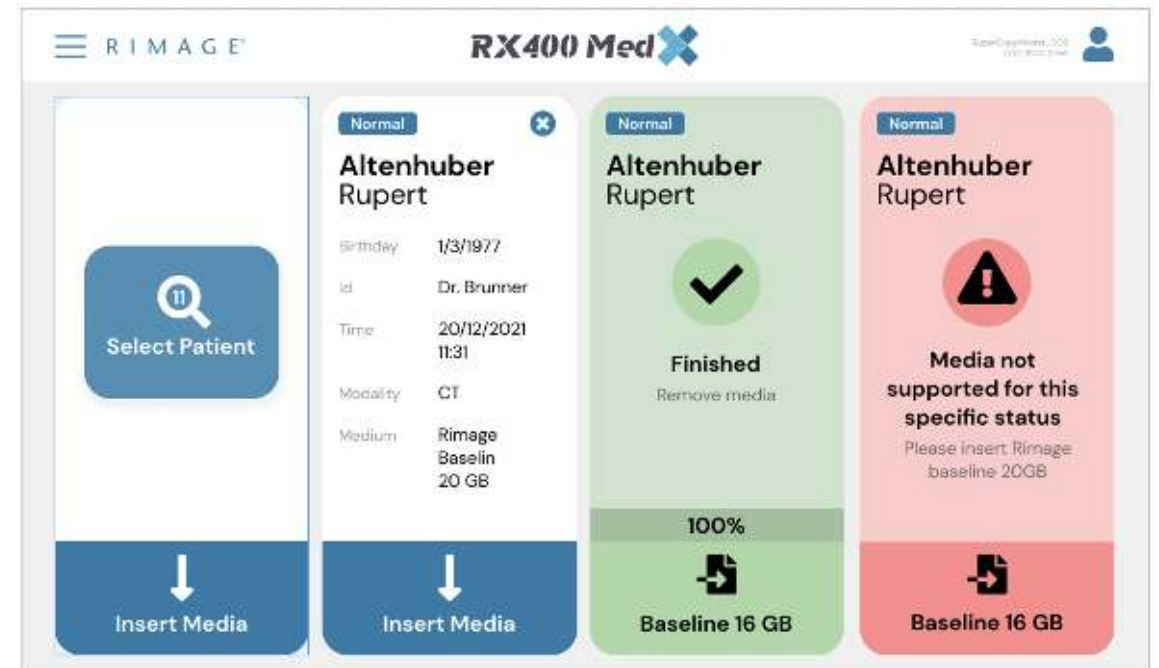 RIMAGE®
RX400 Med
11
Select Patient
Insert Media
Normal
Altenhuber
Rupert
Birthday 1/3/1977
Id Dr. Brunner
Time 20/12/2021
11:31
Modality CT
Medium Rimage
Baselin
20 GB
Insert Media
Normal
Altenhuber
Rupert
Finished
Remove media
100%
Baseline 16 GB
Normal
Altenhuber
Rupert
Media not
supported for this
specific status
Please insert Rimage
baseline 20GB
Baseline 16 GB